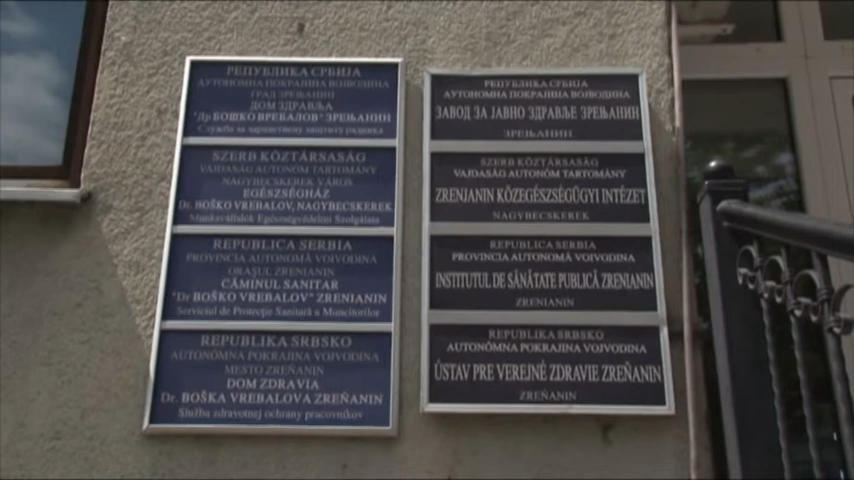 РЕПУБЛИКА СРБИЈА
АУТОНОМНА ПОКРАЈИНА ВОЈВОДИНА
ГРАД ЗРЕЊАНИН
ДОМ ЗДРАВЉА
"Др БОШКО ВРЕБАЛОВ" ЗРЕЊАНИН
Служба за здравствену заштиту радника
SZERB KÖZTÁRSASÁG
VAJDASÁG AUTONÓM TARTOMÁNY
NAGYBECSKEREK VÁROS
EGÉSZSÉGHÁZ
Dr. BOŠKO VREBALOV, NAGYBECSKEREK
Munkavállalók Egészségvédelmi Szolgálata
REPUBLICA SERBIA
PROVINCIA AUTONOMĂ VOIVODINA
ORAŞUL ZRENIANIN
CĂMINUL SANITAR
"Dr BOŠKO VREBALOV" ZRENIANIN
Serviciul de Protecţie Sanitară a Muncitorilor
REPUBLIKA SRBSKO
AUTONÓMNA POKRAJINA VOJVODINA
MESTO ZREŇANIN
DOM ZDRAVIA
Dr. BOŠKA VREBALOVA ZREŇANIN
Služba zdravotnej ochrany pracovníkov
РЕПУБЛИКА СРБИЈА
АУТОНОМНА ПОКРАЈИНА ВОЈВОДИНА
ЗАВОД ЗА ЈАВНО ЗДРАВЉЕ ЗРЕЊАНИН
ЗРЕЊАНИН
SZERB KÖZTÁRSASÁG
VAJDASÁG AUTONÓM TARTOMÁNY
ZRENJANIN KÖZEGÉSZSÉGÜGYI INTÉZET
NAGYBECSKEREK
REPUBLICA SERBIA
PROVINCIA AUTONOMĂ VOIVODINA
INSTITUTUL DE SĂNĂTATE PUBLICĂ ZRENIANIN
ZRENIANIN
REPUBLIKA SRBSKO
AUTONÓMNA POKRAJINA VOJVODINA
ÚSTAV PRE VEREJNÉ ZDRAVIE ZREŇANIN
ZREŇANIN